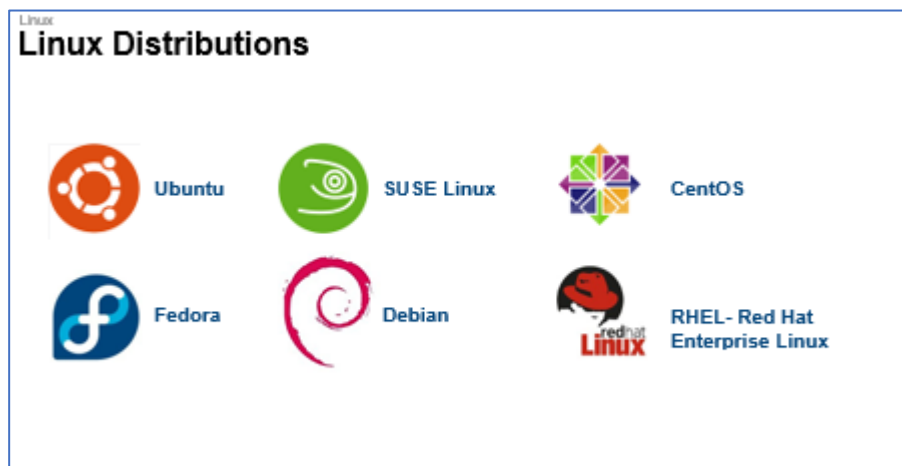 Linux
Linux Distributions
Ubuntu
SUSE Linux
CentOS
Fedora
Debian
redhat
Linux
RHEL- Red Hat
Enterprise Linux